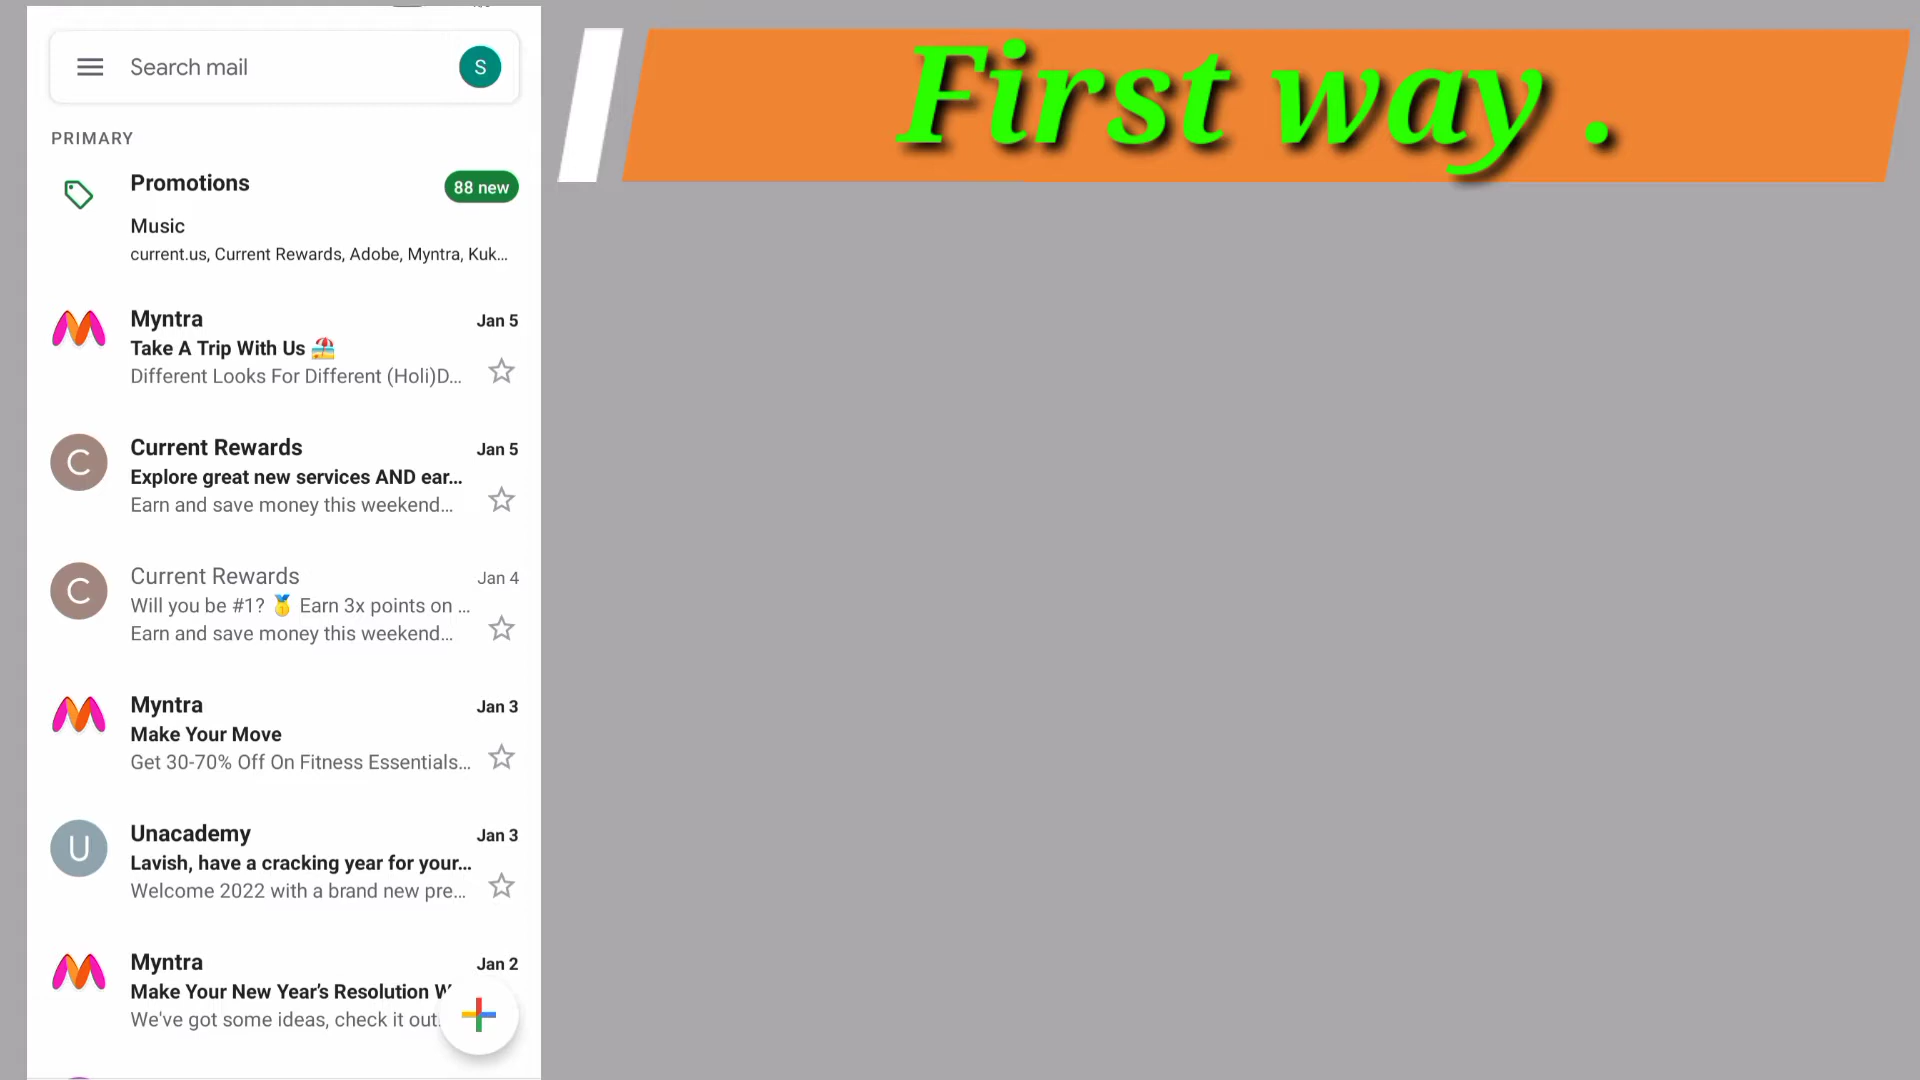 Search mail
S
First way .
PRIMARY
Promotions
88 new
Music
current.us, Current Rewards, Adobe, Myntra, Kuk...
Myntra
Jan 5
Take A Trip With Us 🏖️
Different Looks For Different (Holi)D...
C
Current Rewards
Jan 5
Explore great new services AND ear...
Earn and save money this weekend...
C
Current Rewards
Jan 4
Will you be #1? 🥇 Earn 3x points on ...
Earn and save money this weekend...
Myntra
Jan 3
Make Your Move
Get 30-70% Off On Fitness Essentials...
U
Unacademy
Jan 3
Lavish, have a cracking year for your...
Welcome 2022 with a brand new pre...
Myntra
Jan 2
Make Your New Year's Resolution
We've got some ideas, check it out.